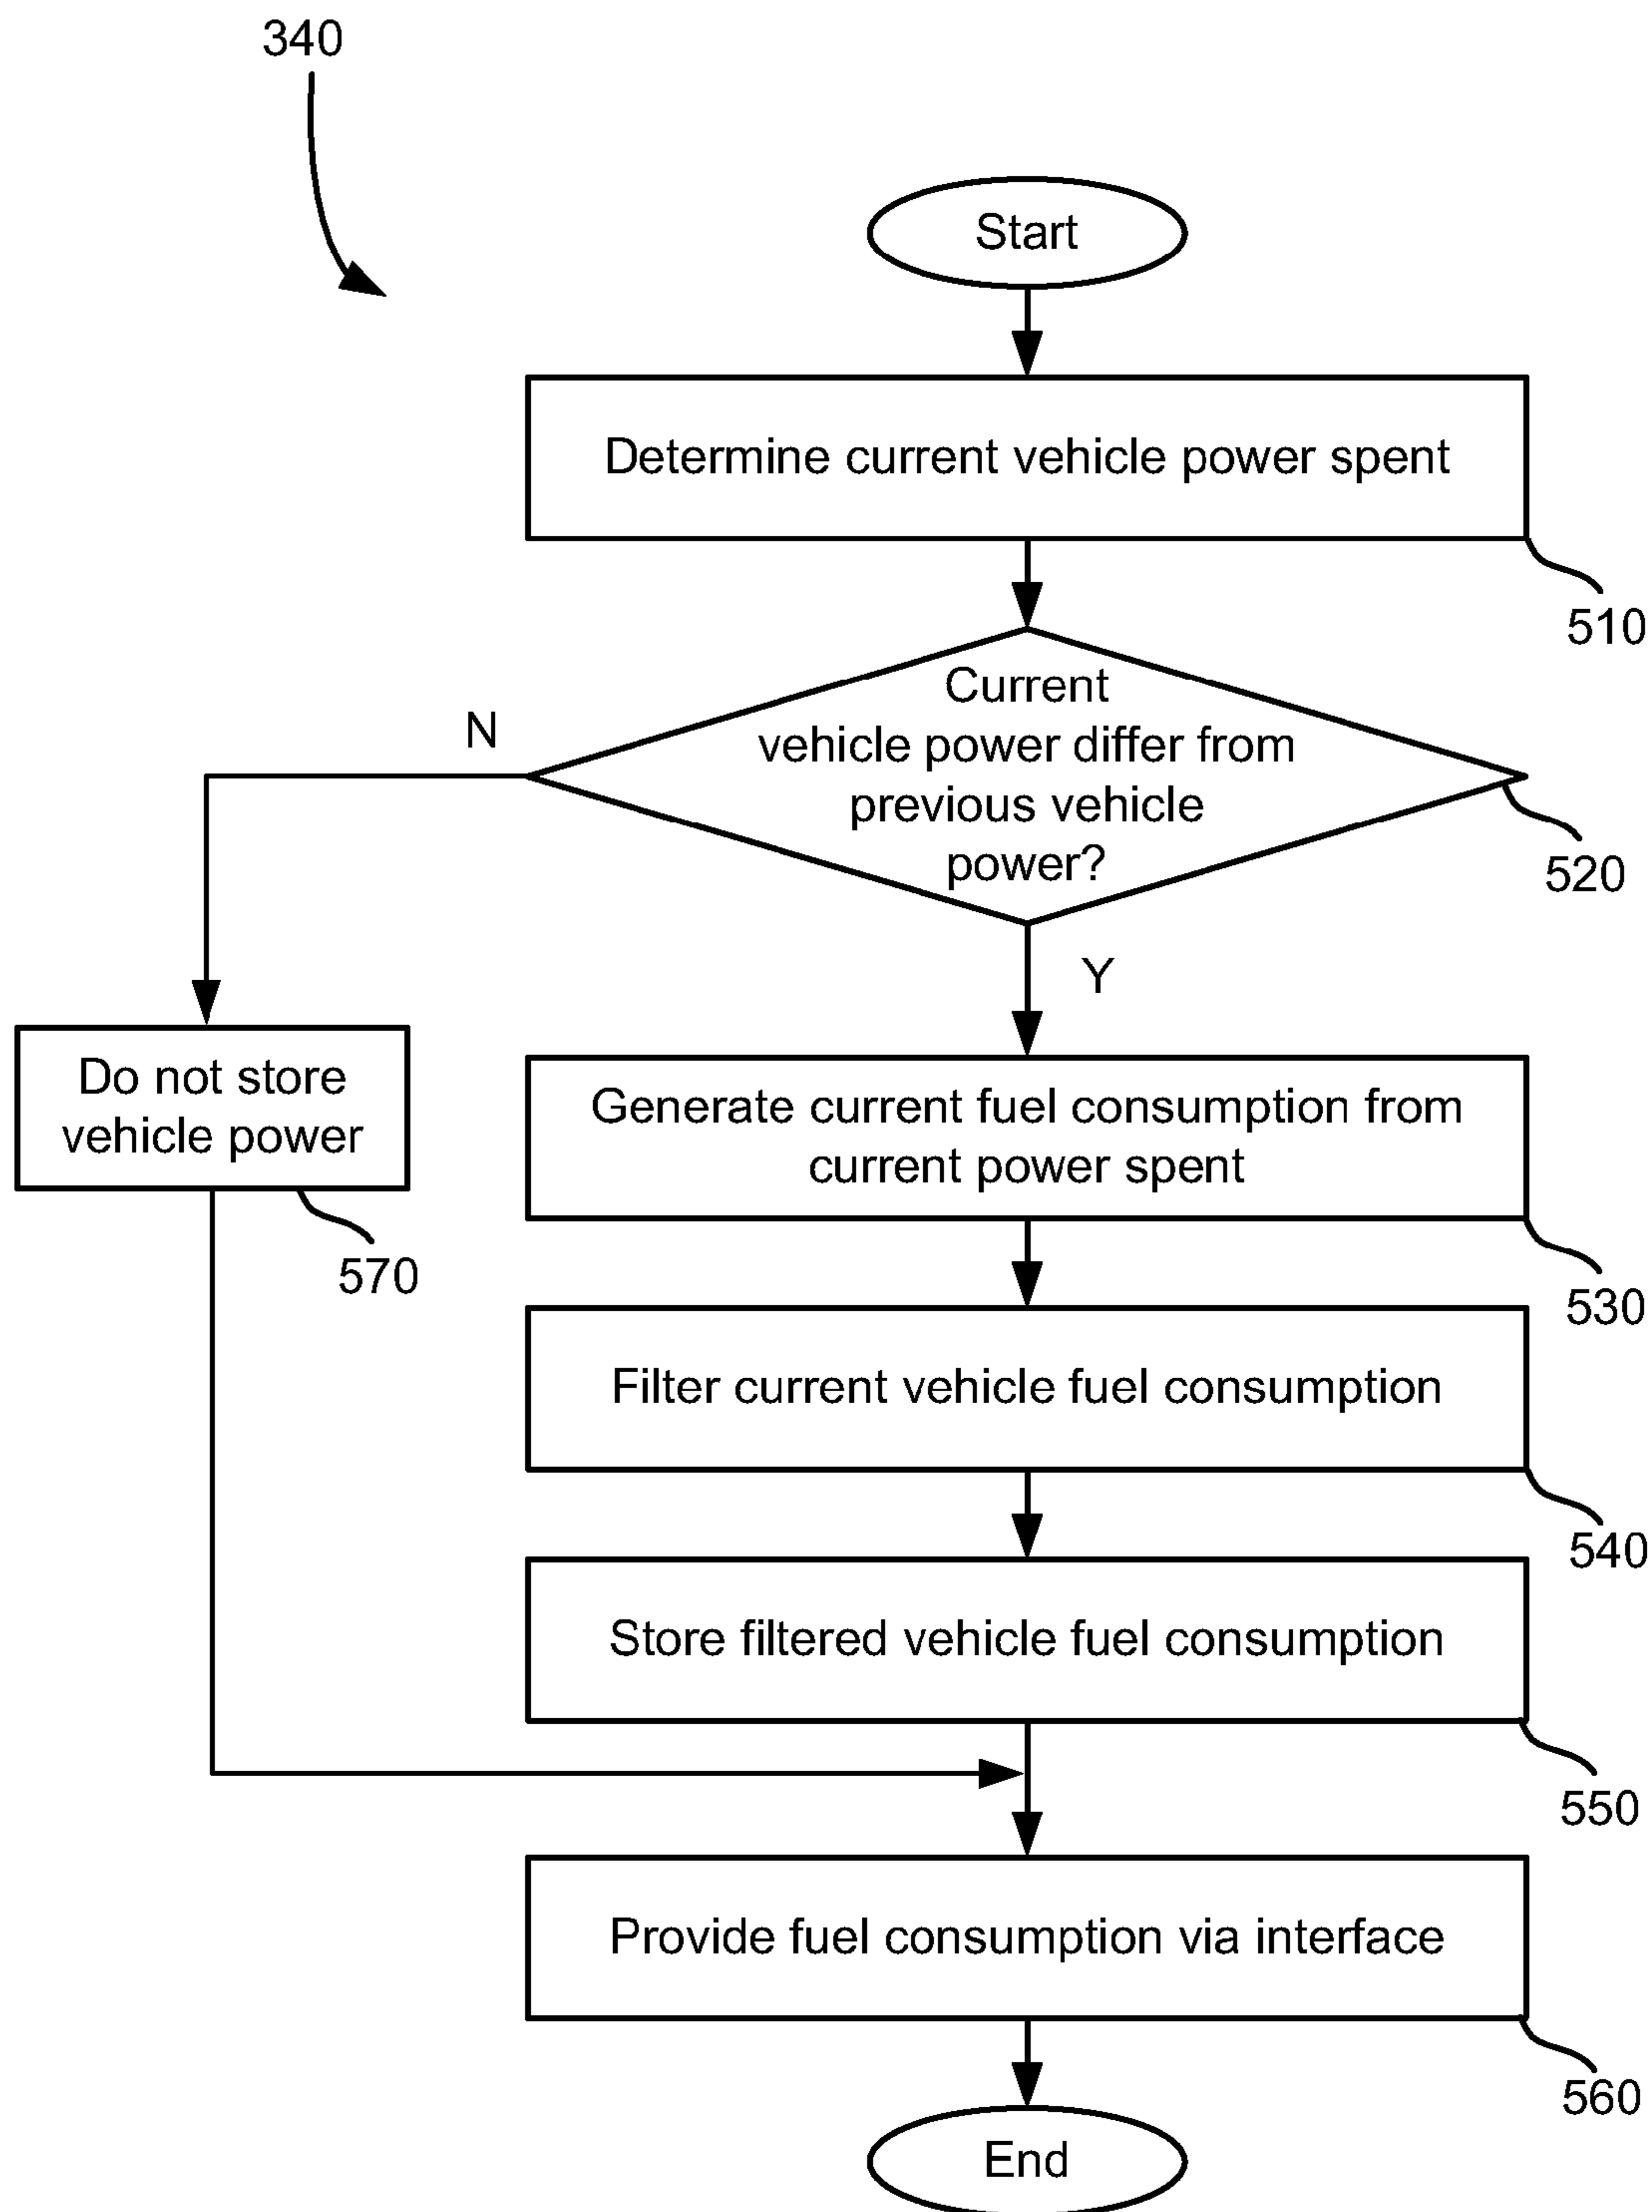 340
Start
Determine current vehicle power spent
510
Current
vehicle power differ from
previous vehicle
power?
520
N
Y
Do not store
vehicle power
570
Generate current fuel consumption from
current power spent
530
Filter current vehicle fuel consumption
540
Store filtered vehicle fuel consumption
550
Provide fuel consumption via interface
560
End